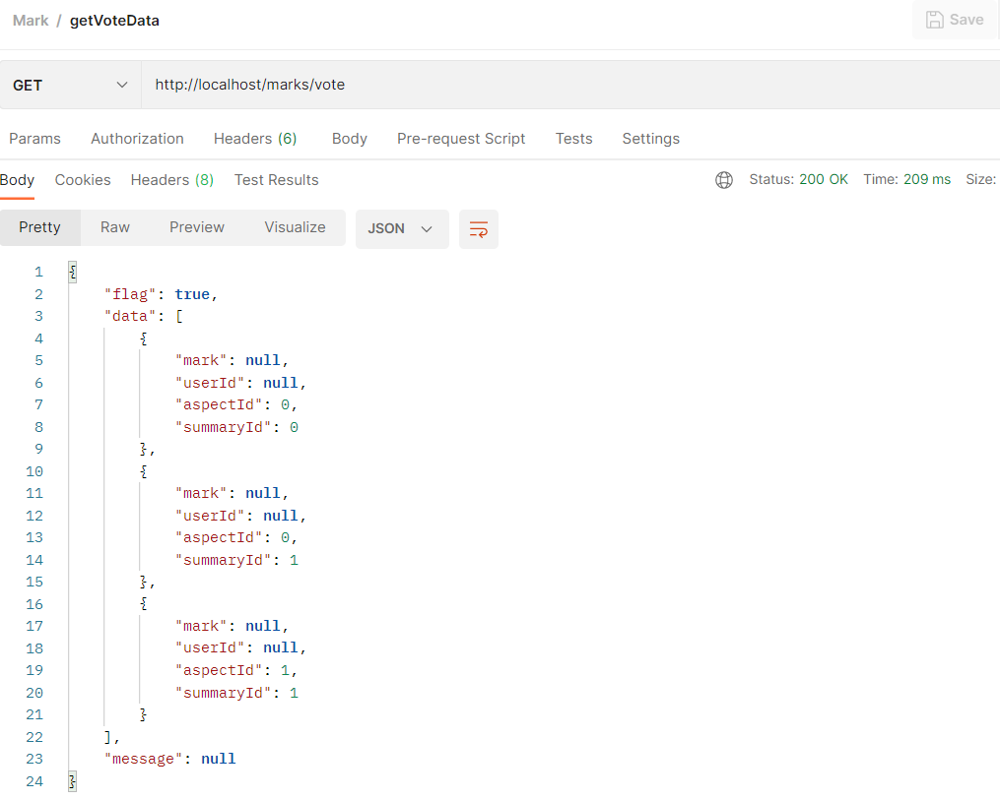 Mark / getVoteData
Save
GET
http://localhost/marks/vote
Params Authorization Headers (6) Body Pre-request Script Tests Settings
Body Cookies Headers (8) Test Results Status: 200 OK Time: 209 ms Size:
Pretty Raw Preview Visualize JSON
1 {
2 "flag": true,
3 "data": [
4 {
5 "mark": null,
6 "userId": null,
7 "aspectId": 0,
8 "summaryId": 0
9 },
10 {
11 "mark": null,
12 "userId": null,
13 "aspectId": 0,
14 "summaryId": 1
15 },
16 {
17 "mark": null,
18 "userId": null,
19 "aspectId": 1,
20 "summaryId": 1
21 }
22 ],
23 "message": null
24 }